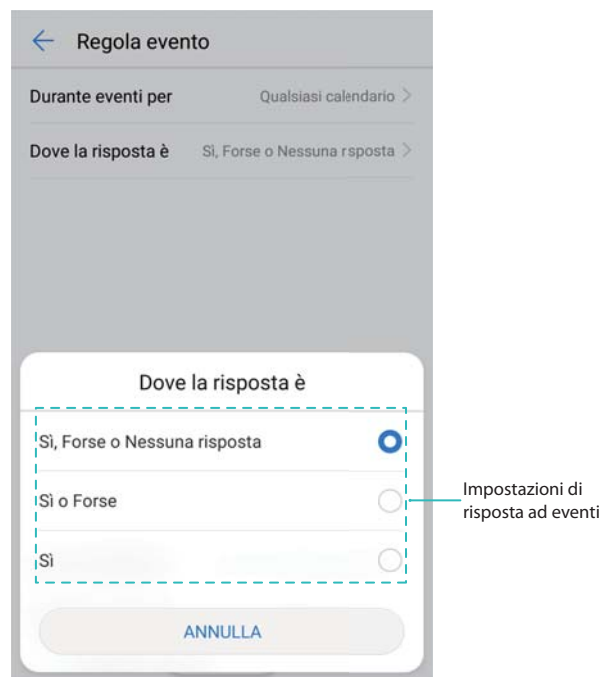 Regola evento
Durante eventi per Qualsiasi calendario >
Dove la risposta è Sì, Forse o Nessuna rsposta >
Dove la risposta è
Sì, Forse o Nessuna risposta
Sì o Forse
Sì
ANNULLA
Impostazioni di
risposta ad eventi